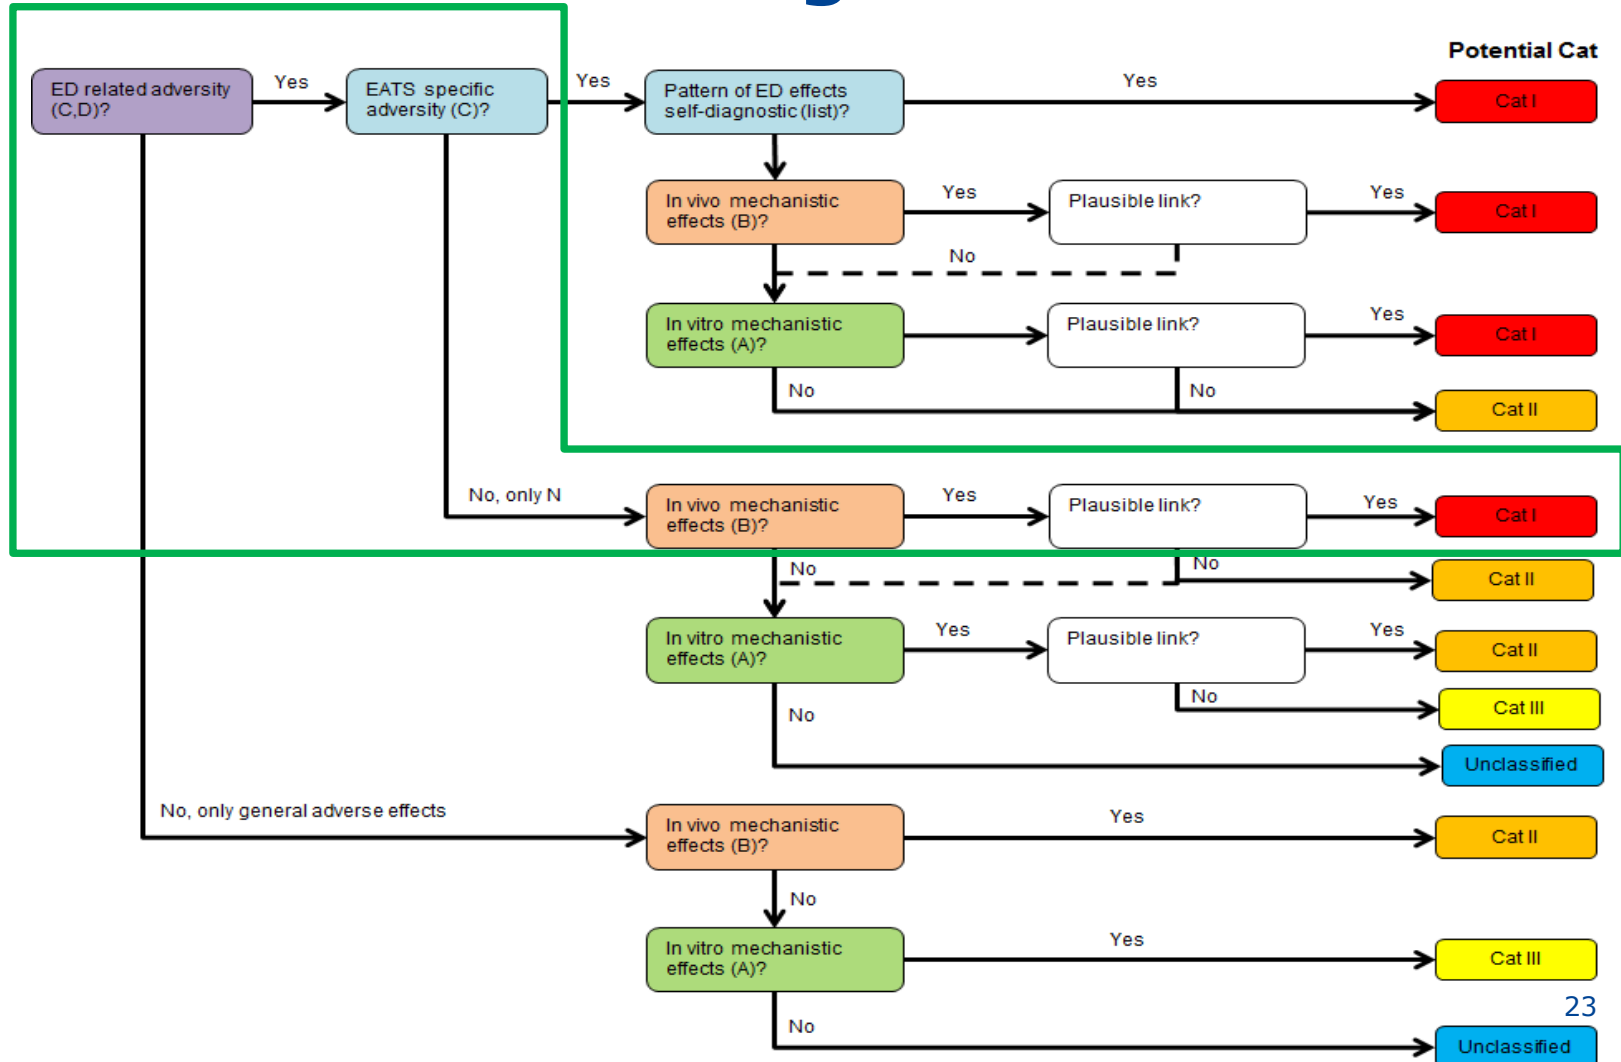 Potential Cat
ED related adversity
(C,D)?
Yes
EATS specific
adversity (C)?
Yes
Pattern of ED effects
self-diagnostic (list)?
Yes
Cat I
In vivo mechanistic
effects (B)?
Yes
Plausible link?
Yes
Cat I
No
In vitro mechanistic
effects (A)?
Plausible link?
Yes
Cat I
No
No
Cat II
No, only N
In vivo mechanistic
effects (B)?
Yes
Plausible link?
Yes
Cat I
No
No
Cat II
In vitro mechanistic
effects (A)?
Yes
Plausible link?
Yes
Cat II
No
No
Cat III
Unclassified
No, only general adverse effects
In vivo mechanistic
effects (B)?
Yes
Cat II
No
In vitro mechanistic
effects (A)?
Yes
Cat III
23
No
Unclassified